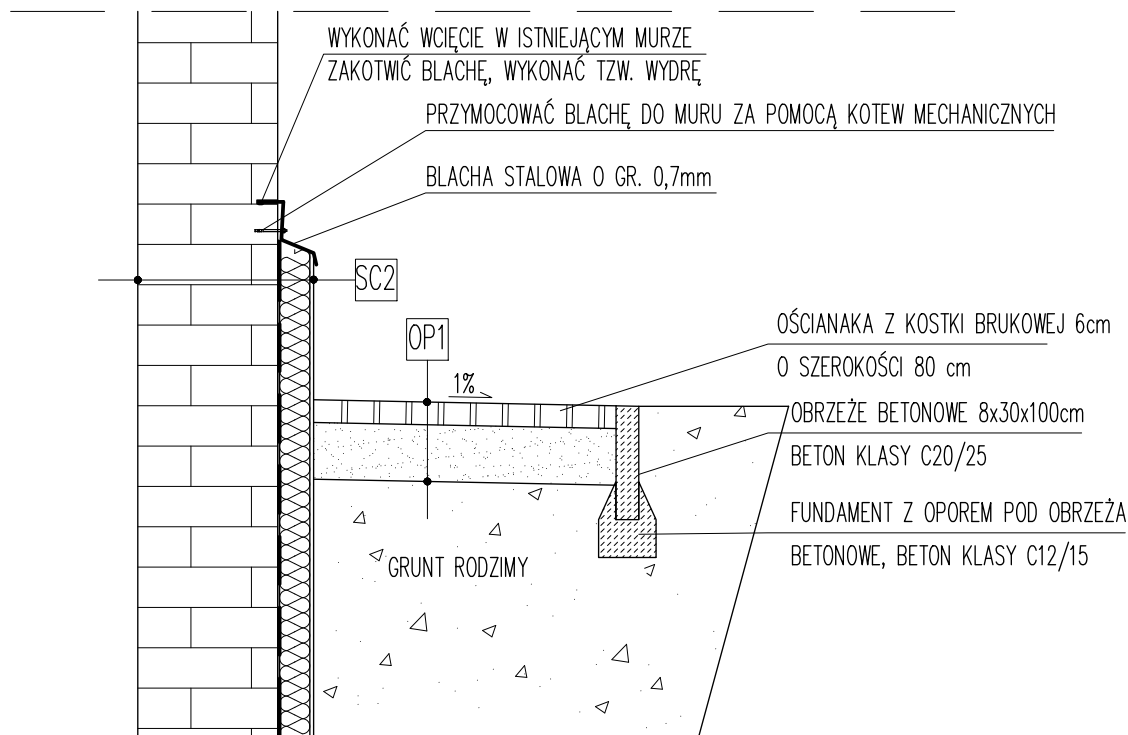 WYKONAĆ WCIĘCIE W ISTNIEJĄCYM MURZE
ZAKOTWIĆ BLACHĘ, WYKONAĆ TZW. WYDRĘ
PRZYMOCOWAĆ BLACHĘ DO MURU ZA POMOCĄ KOTEW MECHANICZNYCH
BLACHA STALOWA O GR. 0,7mm
SC2
OP1
1%
OŚCIANAKA Z KOSTKI BRUKOWEJ 6cm
O SZEROKOŚCI 80 cm
OBRZEŻE BETONOWE 8x30x100cm
BETON KLASY C20/25
FUNDAMENT Z OPOREM POD OBRZEŻA
BETONOWE, BETON KLASY C12/15
GRUNT RODZIMY